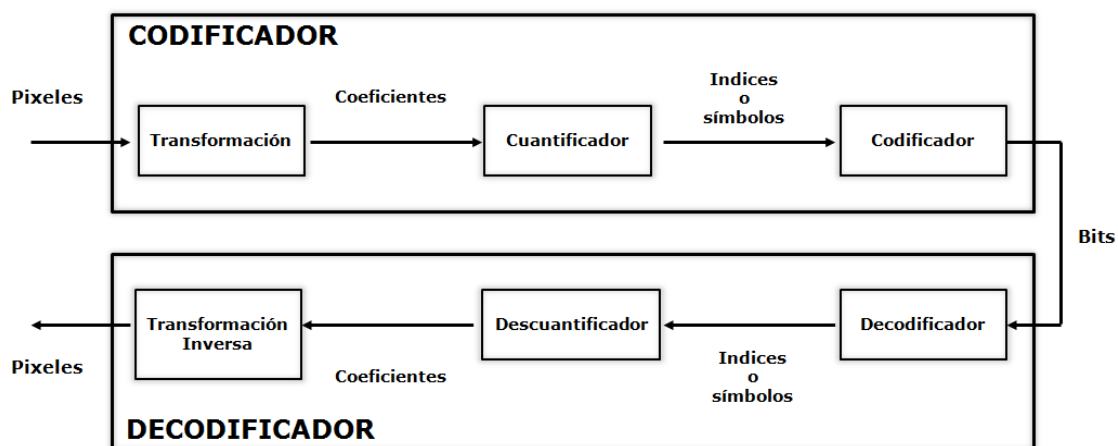 CODIFICADOR
Pixeles
Transformación
Coeficientes
Cuantificador
Indices
o
símbolos
Codificador
Bits
Decodificador
Indices
o
símbolos
Descuantificador
Coeficientes
Transformación
Inversa
Pixeles
DECODIFICADOR